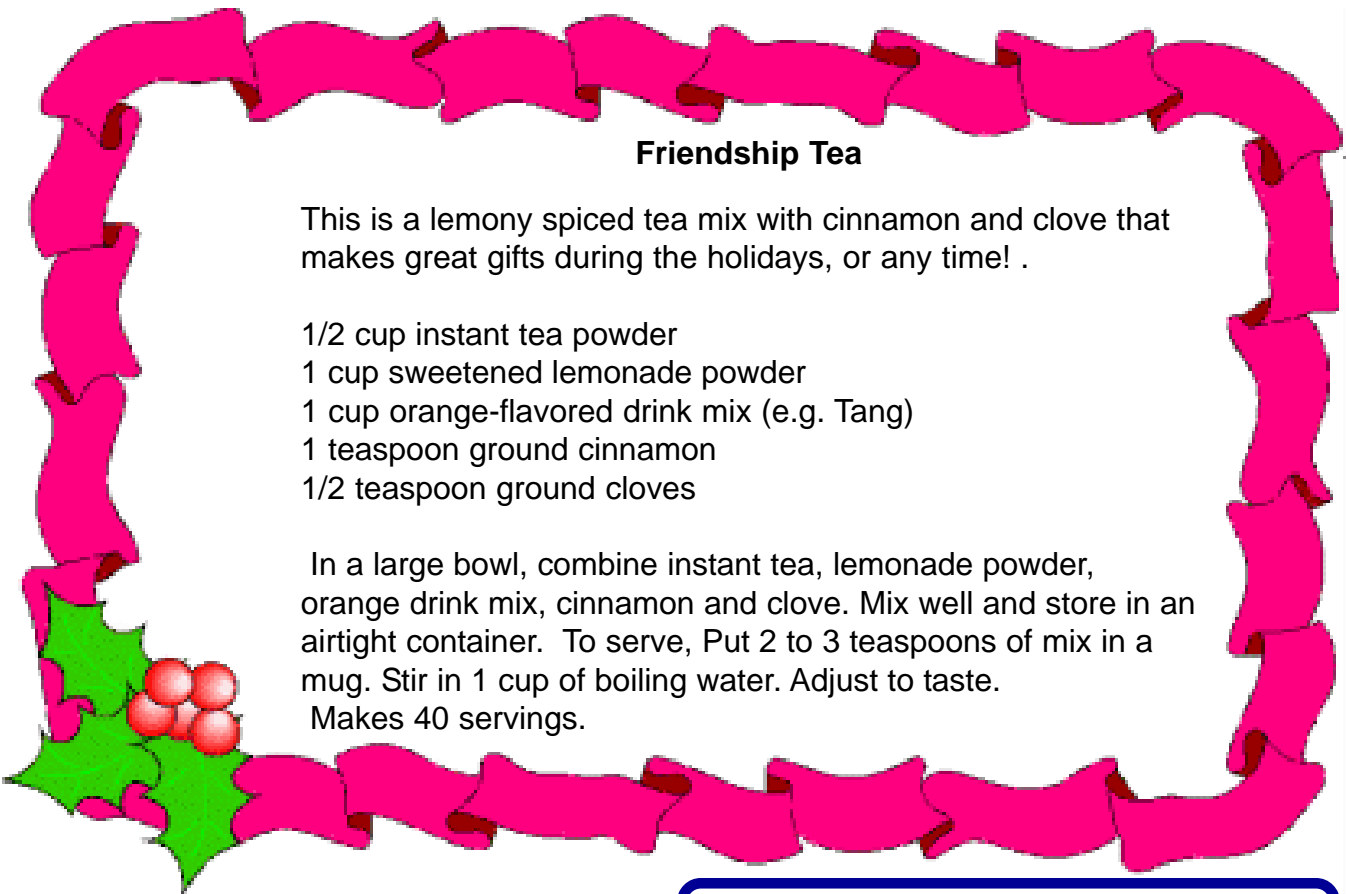 Friendship Tea
This is a lemony spiced tea mix with cinnamon and clove that
makes great gifts during the holidays, or any time! .
1/2 cup instant tea powder
1 cup sweetened lemonade powder
1 cup orange-flavored drink mix (e.g. Tang)
1 teaspoon ground cinnamon
1/2 teaspoon ground cloves
In a large bowl, combine instant tea, lemonade powder,
orange drink mix, cinnamon and clove. Mix well and store in an
airtight container.  To serve, Put 2 to 3 teaspoons of mix in a
mug. Stir in 1 cup of boiling water. Adjust to taste.
Makes 40 servings.